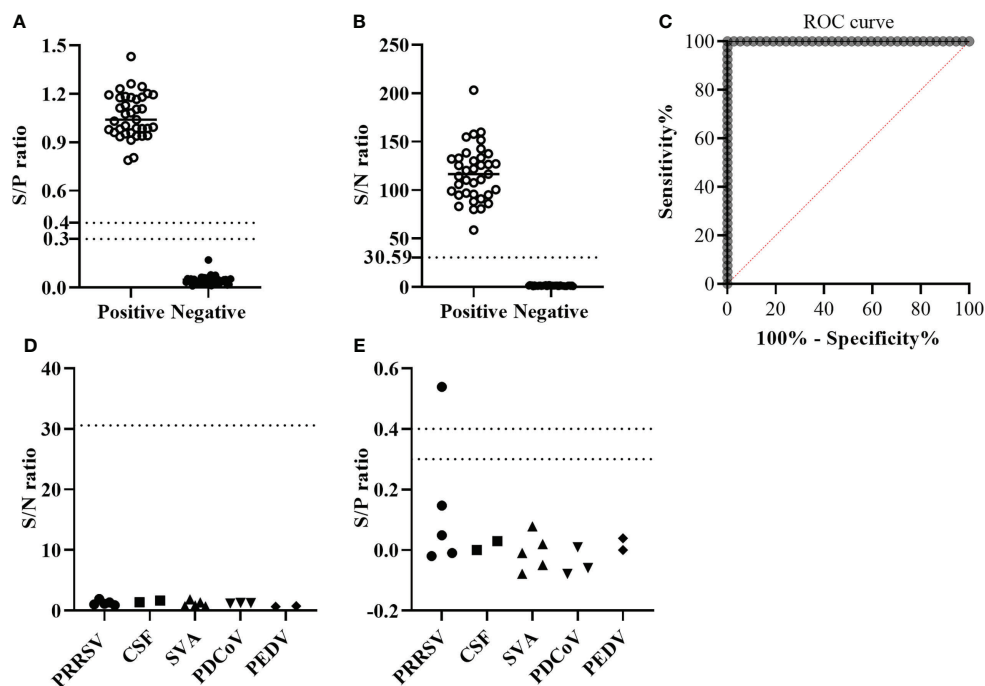 A
S/P ratio
1.5
1.2
0.9
0.6
0.4
0.3
0.0
Positive Negative
B
S/N ratio
250
200
150
100
50
30.59
0
Positive Negative
C
ROC curve
Sensitivity%
100
80
60
40
20
0
0 20 40 60 80 100
100% - Specificity%
D
S/N ratio
40
30
20
10
0
PRRSV
CSF
SVA
PDCoV
PEDV
E
S/P ratio
0.6
0.4
0.2
0.0
-0.2
PRRSV
CSF
SVA
PDCoV
PEDV